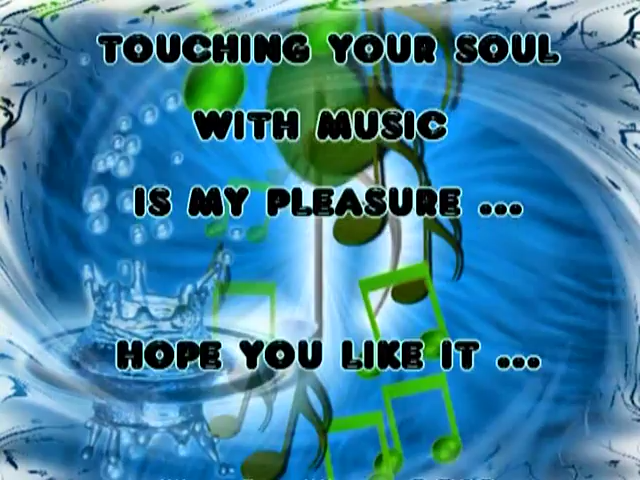 TOUCHING YOUR SOUL
WITH MUSIC
IS MY PLEASURE ...
HOPE YOU LIKE IT ...